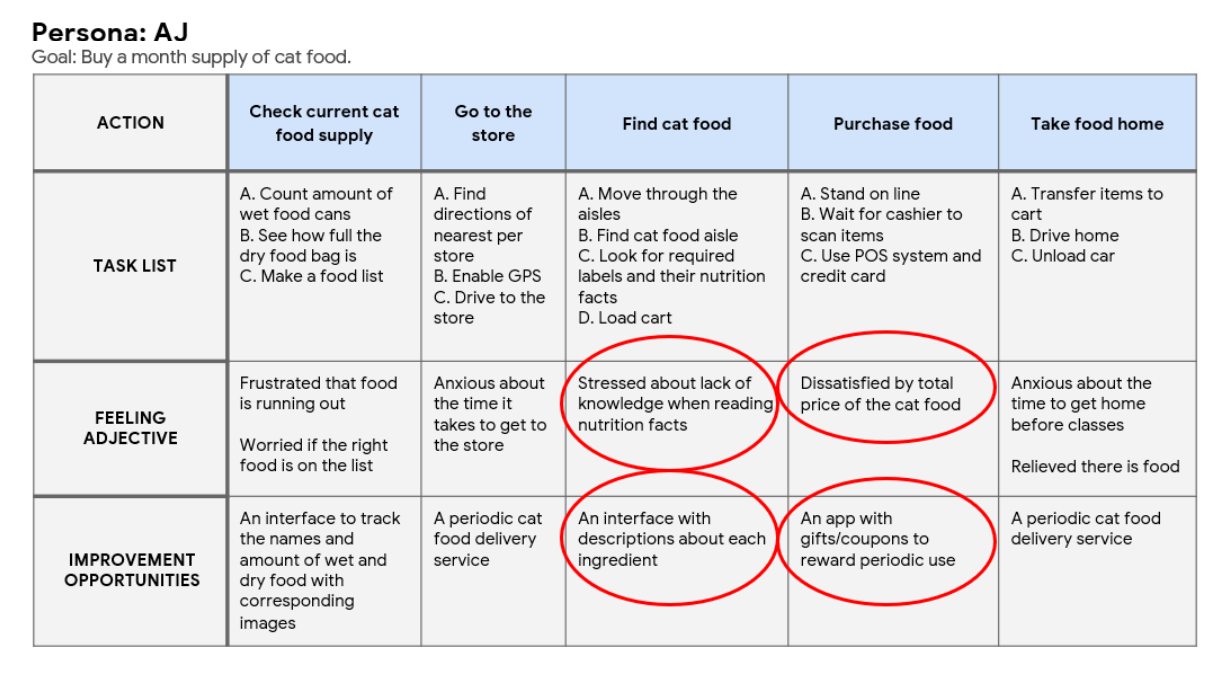 Persona: AJ
Goal: Buy a month supply of cat food.
ACTION
Check current cat
food supply
Go to the
store
Find cat food
Purchase food
Take food home
TASK LIST
A. Count amount of
wet food cans
B. See how full the
dry food bag is
C. Make a food list
A. Find
directions of
nearest per
store
B. Enable GPS
C. Drive to the
store
A. Move through the
aisles
B. Find cat food aisle
C. Look for required
labels and their nutrition
facts
D. Load cart
A. Stand on line
B. Wait for cashier to
scan items
C. Use POS system and
credit card
A. Transfer items to
cart
B. Drive home
C. Unload car
FEELING
ADJECTIVE
Frustrated that food
is running out
Worried if the right
food is on the list
Anxious about
the time it
takes to get to
the store
Stressed about lack of
knowledge when reading
nutrition facts
Dissatisfied by total
price of the cat food
Anxious about the
time to get home
before classes
Relieved there is food
IMPROVEMENT
OPPORTUNITIES
An interface to track
the names and
amount of wet and
dry food with
corresponding
images
A periodic cat
food delivery
service
An interface with
descriptions about each
ingredient
An app with
gifts/coupons to
reward periodic use
A periodic cat food
delivery service